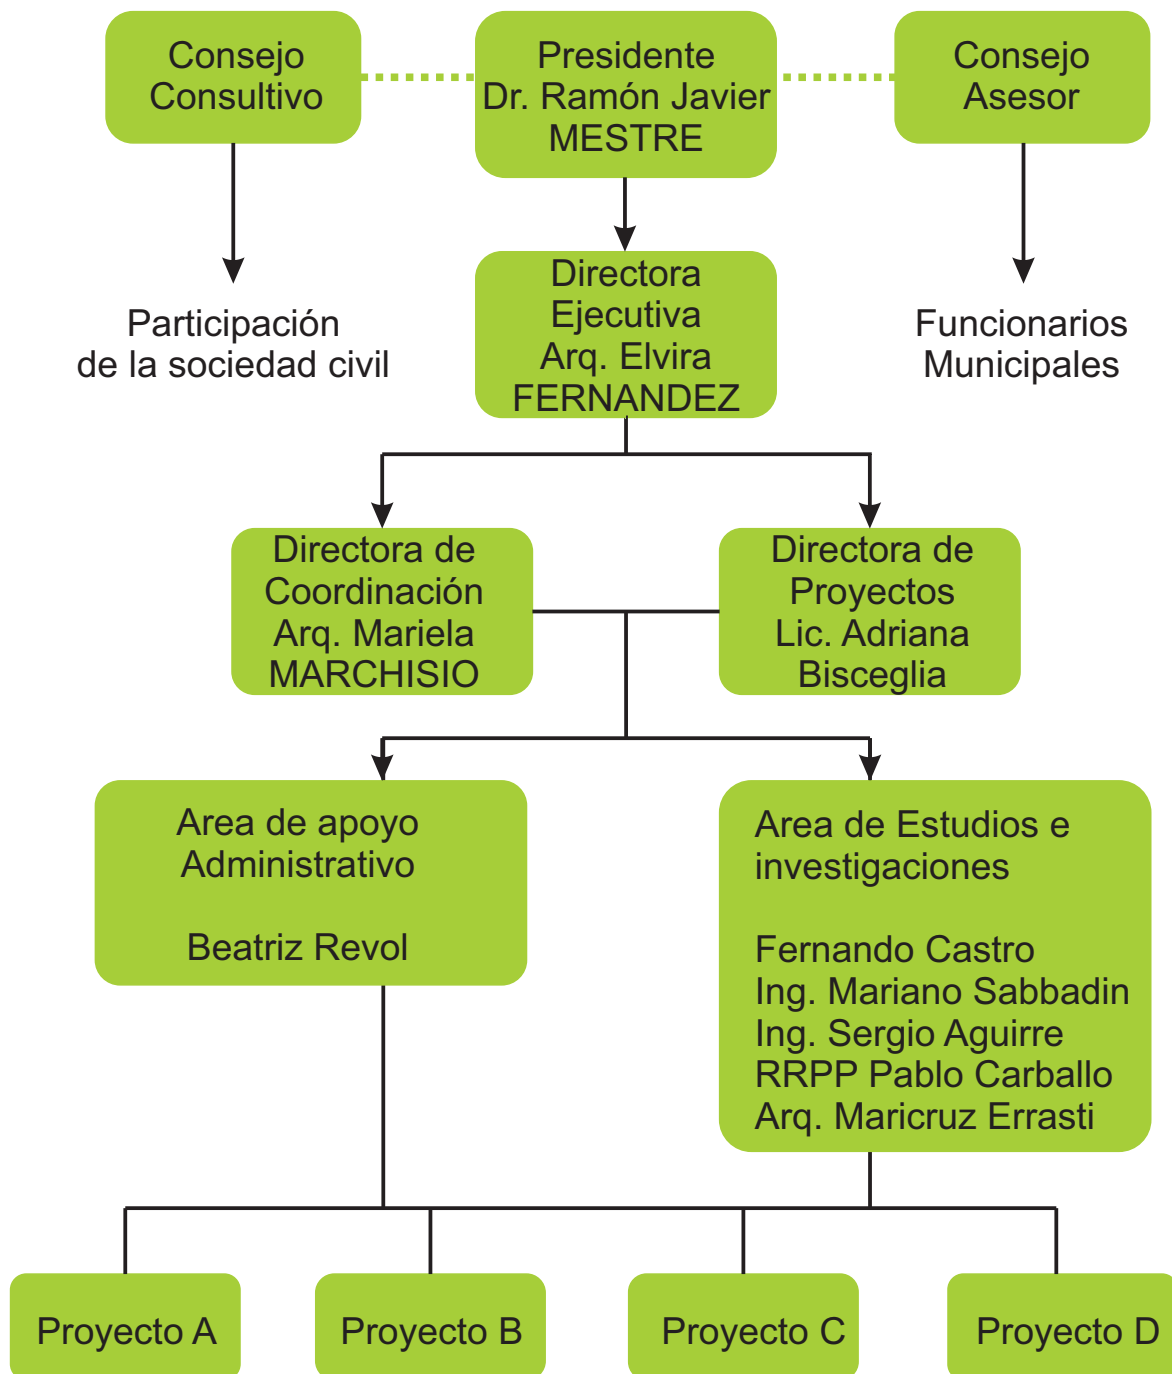 Consejo
Consultivo
Presidente
Dr. Ramón Javier
MESTRE
Consejo
Asesor
Participación
de la sociedad civil
Directora
Ejecutiva
Arq. Elvira
FERNANDEZ
Funcionarios
Municipales
Directora de
Coordinación
Arq. Mariela
MARCHISIO
Directora de
Proyectos
Lic. Adriana
Bisceglia
Area de apoyo
Administrativo
Beatriz Revol
Area de Estudios e
investigaciones
Fernando Castro
Ing. Mariano Sabbadin
Ing. Sergio Aguirre
RRPP Pablo Carballo
Arq. Maricruz Errasti
Proyecto A
Proyecto B
Proyecto C
Proyecto D